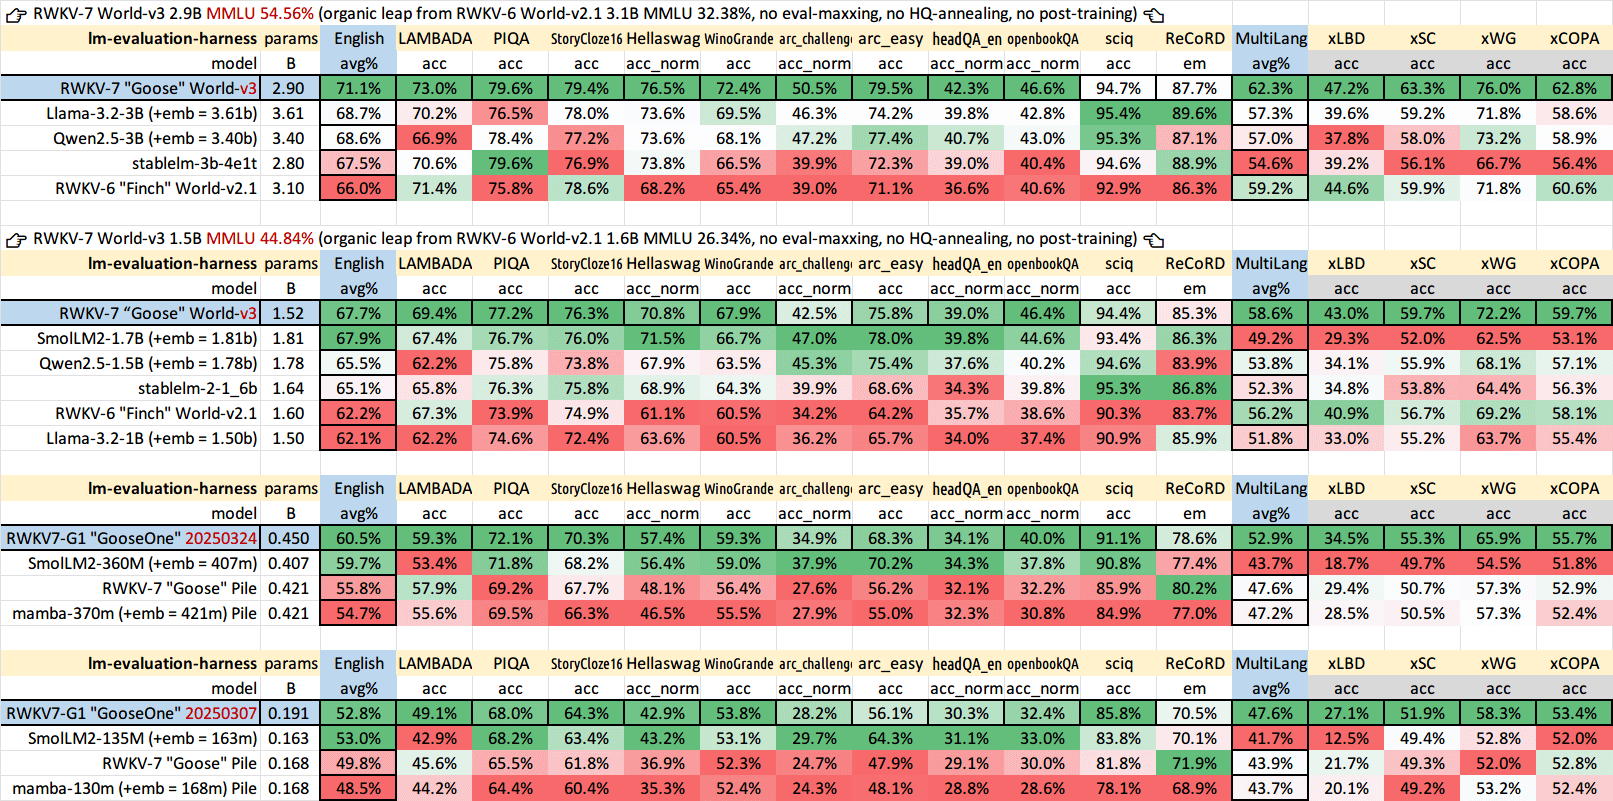 👉 RWKV-7 World-v3 2.9B MMLU 54.56% (organic leap from RWKV-6 World-v2.1 3.1B MMLU 32.38%, no eval-maxxing, no HQ-annealing, no post-training) 👈
lm-evaluation-harness params English LAMBADA PIQA StoryCloze16 Hellaswag WinoGrande arc_challeng arc_easy headQA_en openbookQA sciq ReCoRD MultiLang xLBD xSC xWG xCOPA
model B avg% acc acc acc acc_norm acc acc_norm acc acc_norm acc_norm acc em avg% acc acc acc acc
RWKV-7 "Goose" World-v3 2.90 71.1% 73.0% 79.6% 79.4% 76.5% 72.4% 50.5% 79.5% 42.3% 46.6% 94.7% 87.7% 62.3% 47.2% 63.3% 76.0% 62.8%
Llama-3.2-3B (+emb = 3.61b) 3.61 68.7% 70.2% 76.5% 78.0% 73.6% 69.5% 46.3% 74.2% 39.8% 42.8% 95.4% 89.6% 57.3% 39.6% 59.2% 71.8% 58.6%
Qwen2.5-3B (+emb = 3.40b) 3.40 68.6% 66.9% 78.4% 77.2% 73.6% 68.1% 47.2% 77.4% 40.7% 43.0% 95.3% 87.1% 57.0% 37.8% 58.0% 73.2% 58.9%
stablelm-3b-4e1t 2.80 67.5% 70.6% 79.6% 76.9% 73.8% 66.5% 39.9% 72.3% 39.0% 40.4% 94.6% 88.9% 54.6% 39.2% 56.1% 66.7% 56.4%
RWKV-6 "Finch" World-v2.1 3.10 66.0% 71.4% 75.8% 78.6% 68.2% 65.4% 39.0% 71.1% 36.6% 40.6% 92.9% 86.3% 59.2% 44.6% 59.9% 71.8% 60.6%
👉 RWKV-7 World-v3 1.5B MMLU 44.84% (organic leap from RWKV-6 World-v2.1 1.6B MMLU 26.34%, no eval-maxxing, no HQ-annealing, no post-training) 👈
lm-evaluation-harness params English LAMBADA PIQA StoryCloze16 Hellaswag WinoGrande arc_challeng arc_easy headQA_en openbookQA sciq ReCoRD MultiLang xLBD xSC xWG xCOPA
model B avg% acc acc acc acc_norm acc acc_norm acc acc_norm acc_norm acc em avg% acc acc acc acc
RWKV-7 “Goose" World-v3 1.52 67.7% 69.4% 77.2% 76.3% 70.8% 67.9% 42.5% 75.8% 39.0% 46.4% 94.4% 85.3% 58.6% 43.0% 59.7% 72.2% 59.7%
SmolLM2-1.7B (+emb = 1.81b) 1.81 67.9% 67.4% 76.7% 76.0% 71.5% 66.7% 47.0% 78.0% 39.8% 44.6% 93.4% 86.3% 49.2% 29.3% 52.0% 62.5% 53.1%
Qwen2.5-1.5B (+emb = 1.78b) 1.78 65.5% 62.2% 75.8% 73.8% 67.9% 63.5% 45.3% 75.4% 37.6% 40.2% 94.6% 83.9% 53.8% 34.1% 55.9% 68.1% 57.1%
stablelm-2-1_6b 1.64 65.1% 65.8% 76.3% 75.8% 68.9% 64.3% 39.9% 68.6% 34.3% 39.8% 95.3% 86.8% 52.3% 34.8% 53.8% 64.4% 56.3%
RWKV-6 "Finch" World-v2.1 1.60 62.2% 67.3% 73.9% 74.9% 61.1% 60.5% 34.2% 64.2% 35.7% 38.6% 90.3% 83.7% 56.2% 40.9% 56.7% 69.2% 58.1%
Llama-3.2-1B (+emb = 1.50b) 1.50 62.1% 62.2% 74.6% 72.4% 63.6% 60.5% 36.2% 65.7% 34.0% 37.4% 90.9% 85.9% 51.8% 33.0% 55.2% 63.7% 55.4%
lm-evaluation-harness params English LAMBADA PIQA StoryCloze16 Hellaswag WinoGrande arc_challeng arc_easy headQA_en openbookQA sciq ReCoRD MultiLang xLBD xSC xWG xCOPA
model B avg% acc acc acc acc_norm acc acc_norm acc acc_norm acc_norm acc em avg% acc acc acc acc
RWKV7-G1 "GooseOne" 20250324 0.450 60.5% 59.3% 72.1% 70.3% 57.4% 59.3% 34.9% 68.3% 34.1% 40.0% 91.1% 78.6% 52.9% 34.5% 55.3% 65.9% 55.7%
SmolLM2-360M (+emb = 407m) 0.407 59.7% 53.4% 71.8% 68.2% 56.4% 59.0% 37.9% 70.2% 34.3% 37.8% 90.8% 77.4% 43.7% 18.7% 49.7% 54.5% 51.8%
RWKV-7 "Goose" Pile 0.421 55.8% 57.9% 69.2% 67.7% 48.1% 56.4% 27.6% 56.2% 32.1% 32.2% 85.9% 80.2% 47.6% 29.4% 50.7% 57.3% 52.9%
mamba-370m (+emb = 421m) Pile 0.421 54.7% 55.6% 69.5% 66.3% 46.5% 55.5% 27.9% 55.0% 32.3% 30.8% 84.9% 77.0% 47.2% 28.5% 50.5% 57.3% 52.4%
lm-evaluation-harness params English LAMBADA PIQA StoryCloze16 Hellaswag WinoGrande arc_challeng arc_easy headQA_en openbookQA sciq ReCoRD MultiLang xLBD xSC xWG xCOPA
model B avg% acc acc acc acc_norm acc acc_norm acc acc_norm acc_norm acc em avg% acc acc acc acc
RWKV7-G1 "GooseOne" 20250307 0.191 52.8% 49.1% 68.0% 64.3% 42.9% 53.8% 28.2% 56.1% 30.3% 32.4% 85.8% 70.5% 47.6% 27.1% 51.9% 58.3% 53.4%
SmolLM2-135M (+emb = 163m) 0.163 53.0% 42.9% 68.2% 63.4% 43.2% 53.1% 29.7% 64.3% 31.1% 33.0% 83.8% 70.1% 41.7% 12.5% 49.4% 52.8% 52.0%
RWKV-7 "Goose" Pile 0.168 49.8% 45.6% 65.5% 61.8% 36.9% 52.3% 24.7% 47.9% 29.1% 30.0% 81.8% 71.9% 43.9% 21.7% 49.3% 52.0% 52.8%
mamba-130m (+emb = 168m) Pile 0.168 48.5% 44.2% 64.4% 60.4% 35.3% 52.4% 24.3% 48.1% 28.8% 28.6% 78.1% 68.9% 43.7% 20.1% 49.2% 53.2% 52.4%